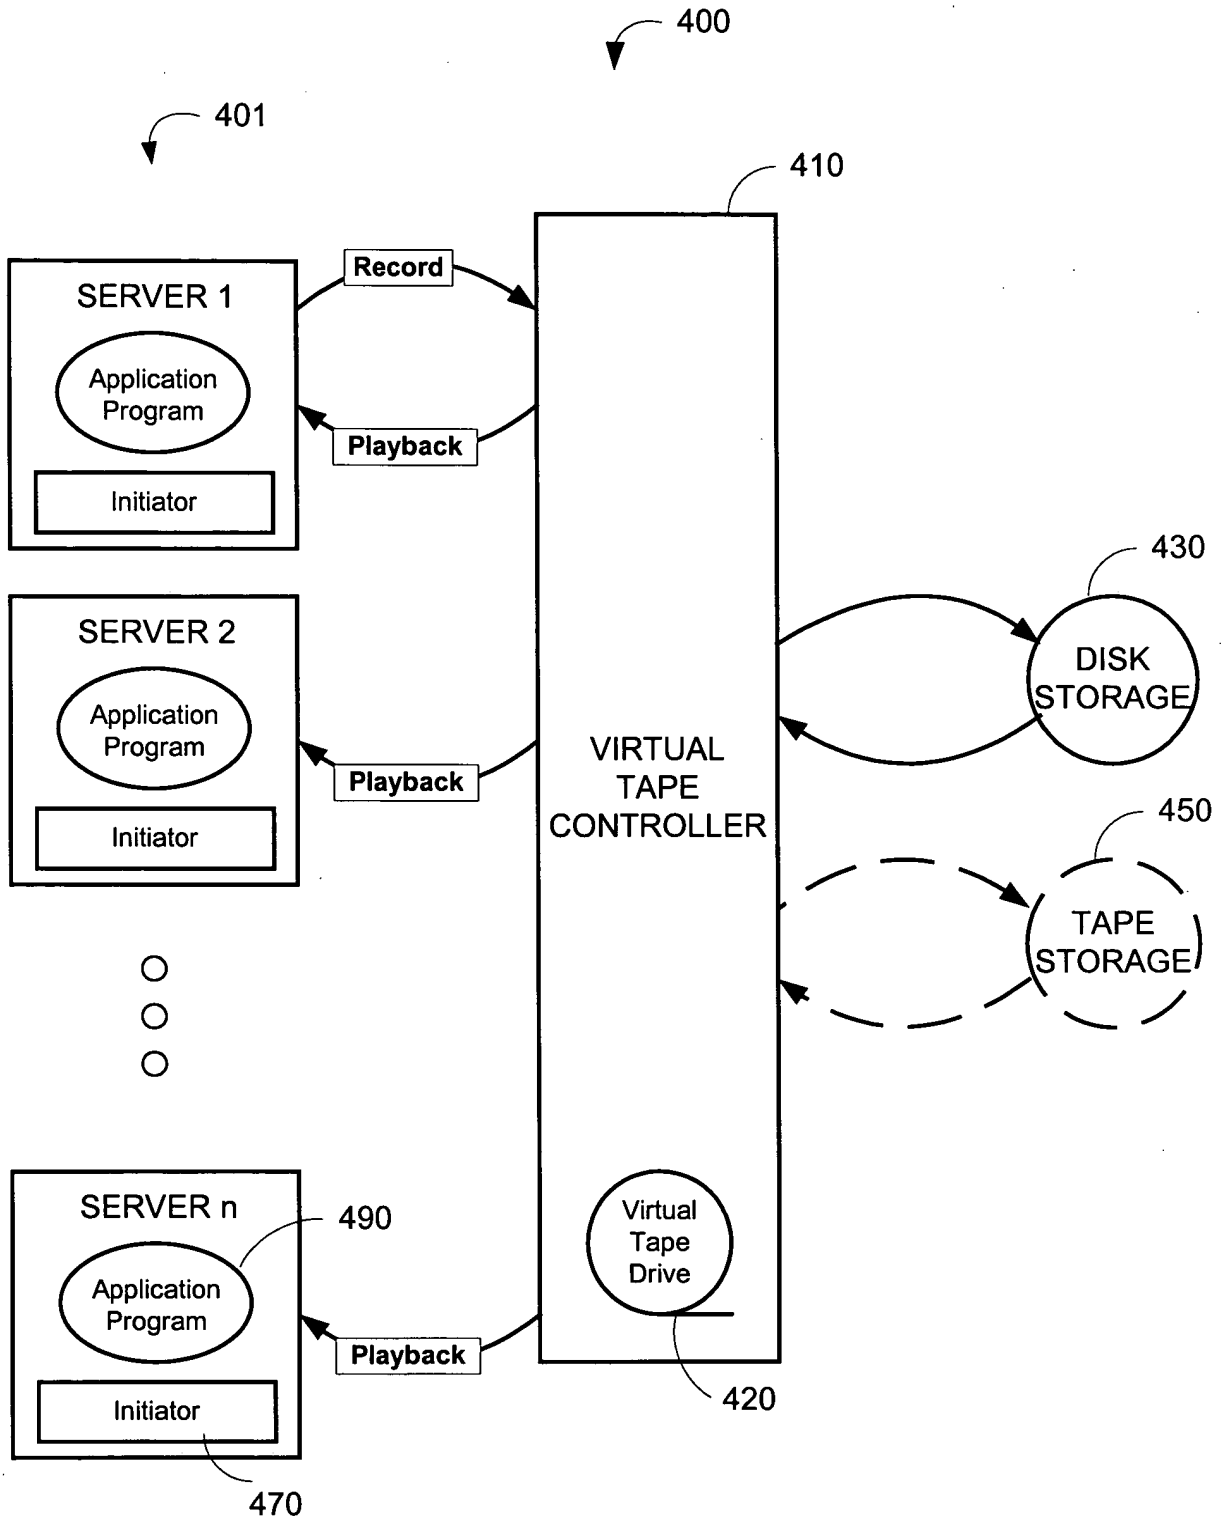 400
401
410
SERVER 1
Application
Program
Initiator
Record
Playback
SERVER 2
Application
Program
Initiator
Playback
VIRTUAL
TAPE
CONTROLLER
430
DISK
STORAGE
450
TAPE
STORAGE
SERVER n
490
Application
Program
Initiator
470
Playback
Virtual
Tape
Drive
420